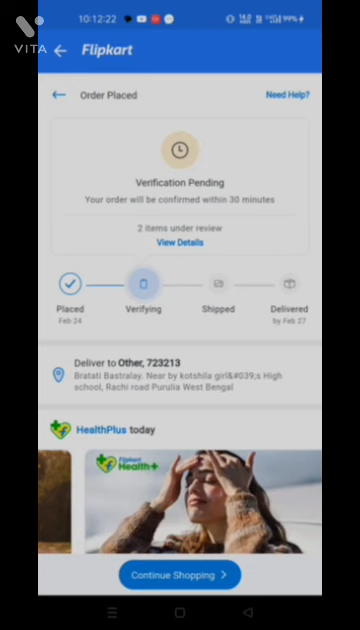 10:12:22
99%
VITA
Flipkart
Order Placed
Need Help?
Verification Pending
Your order will be confirmed within 30 minutes
2 items under review
View Details
Placed
Verifying
Shipped
Delivered
Feb 24
by Feb 27
Deliver to Other, 723213
Bratati Bastralay. Near by kotshila girl&#039;s High
school, Rachi road Purulia West Bengal
HealthPlus today
Flipkart
Health+
Continue Shopping